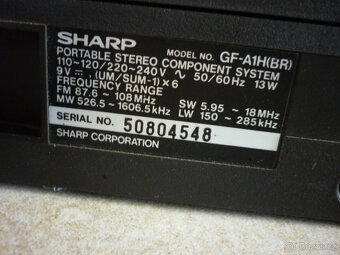 SHARP MODEL NO. GF-A1H(BR)
PORTABLE STEREO COMPONENT SYSTEM
110~120/220~240V ∿ 50/60Hz 13W
9V ⎓, (UM/SUM-1)×6
FREQUENCY RANGE
FM 87.6 ~ 108MHz SW 5.95 ~ 18MHz
MW 526.5~1606.5kHz LW 150 ~ 285kHz
SERIAL NO. 50804548
SHARP CORPORATION